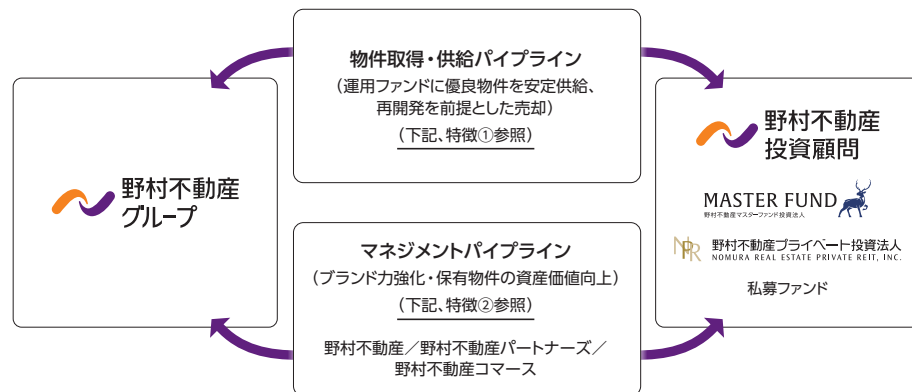 物件取得・供給パイプライン
（運用ファンドに優良物件を安定供給、
再開発を前提とした売却）
（下記、特徴①参照）
野村不動産
グループ
マネジメントパイプライン
（ブランド力強化・保有物件の資産価値向上）
（下記、特徴②参照）
野村不動産／野村不動産パートナーズ／
野村不動産コマース
野村不動産
投資顧問
MASTER FUND
野村不動産マスターファンド投資法人
NPR
野村不動産プライベート投資法人
NOMURA REAL ESTATE PRIVATE REIT, INC.
私募ファンド